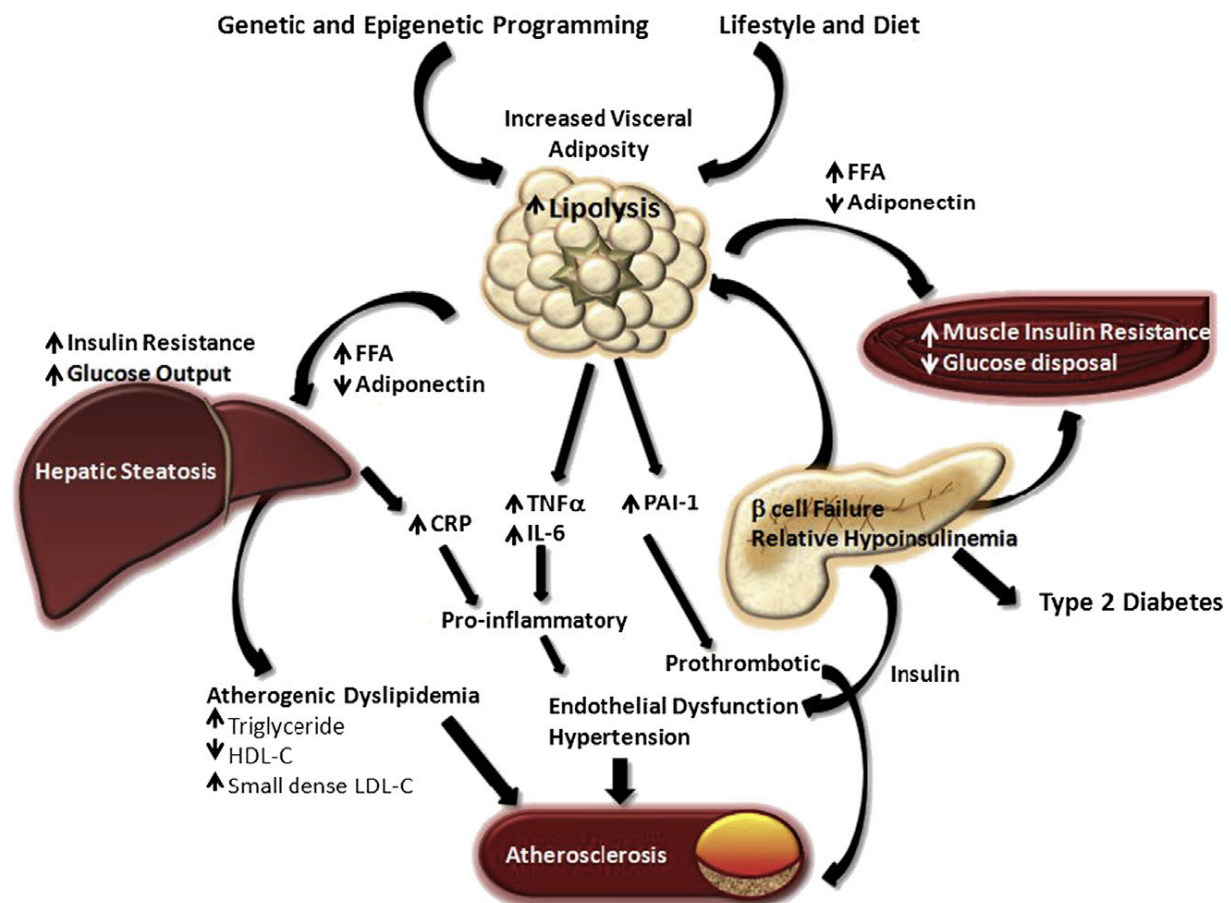 Genetic and Epigenetic Programming
Lifestyle and Diet
Increased Visceral
Adiposity
↑ Lipolysis
↑ FFA
↓ Adiponectin
↑ Muscle Insulin Resistance
↓ Glucose disposal
↑ Insulin Resistance
↑ Glucose Output
↑ FFA
↓ Adiponectin
Hepatic Steatosis
↑ CRP
↑ TNFα
↑ IL-6
↑ PAI-1
β cell Failure
Relative Hypoinsulinemia
Type 2 Diabetes
Pro-inflammatory
Prothrombotic
Insulin
Atherogenic Dyslipidemia
↑ Triglyceride
↓ HDL-C
↑ Small dense LDL-C
Endothelial Dysfunction
Hypertension
Atherosclerosis